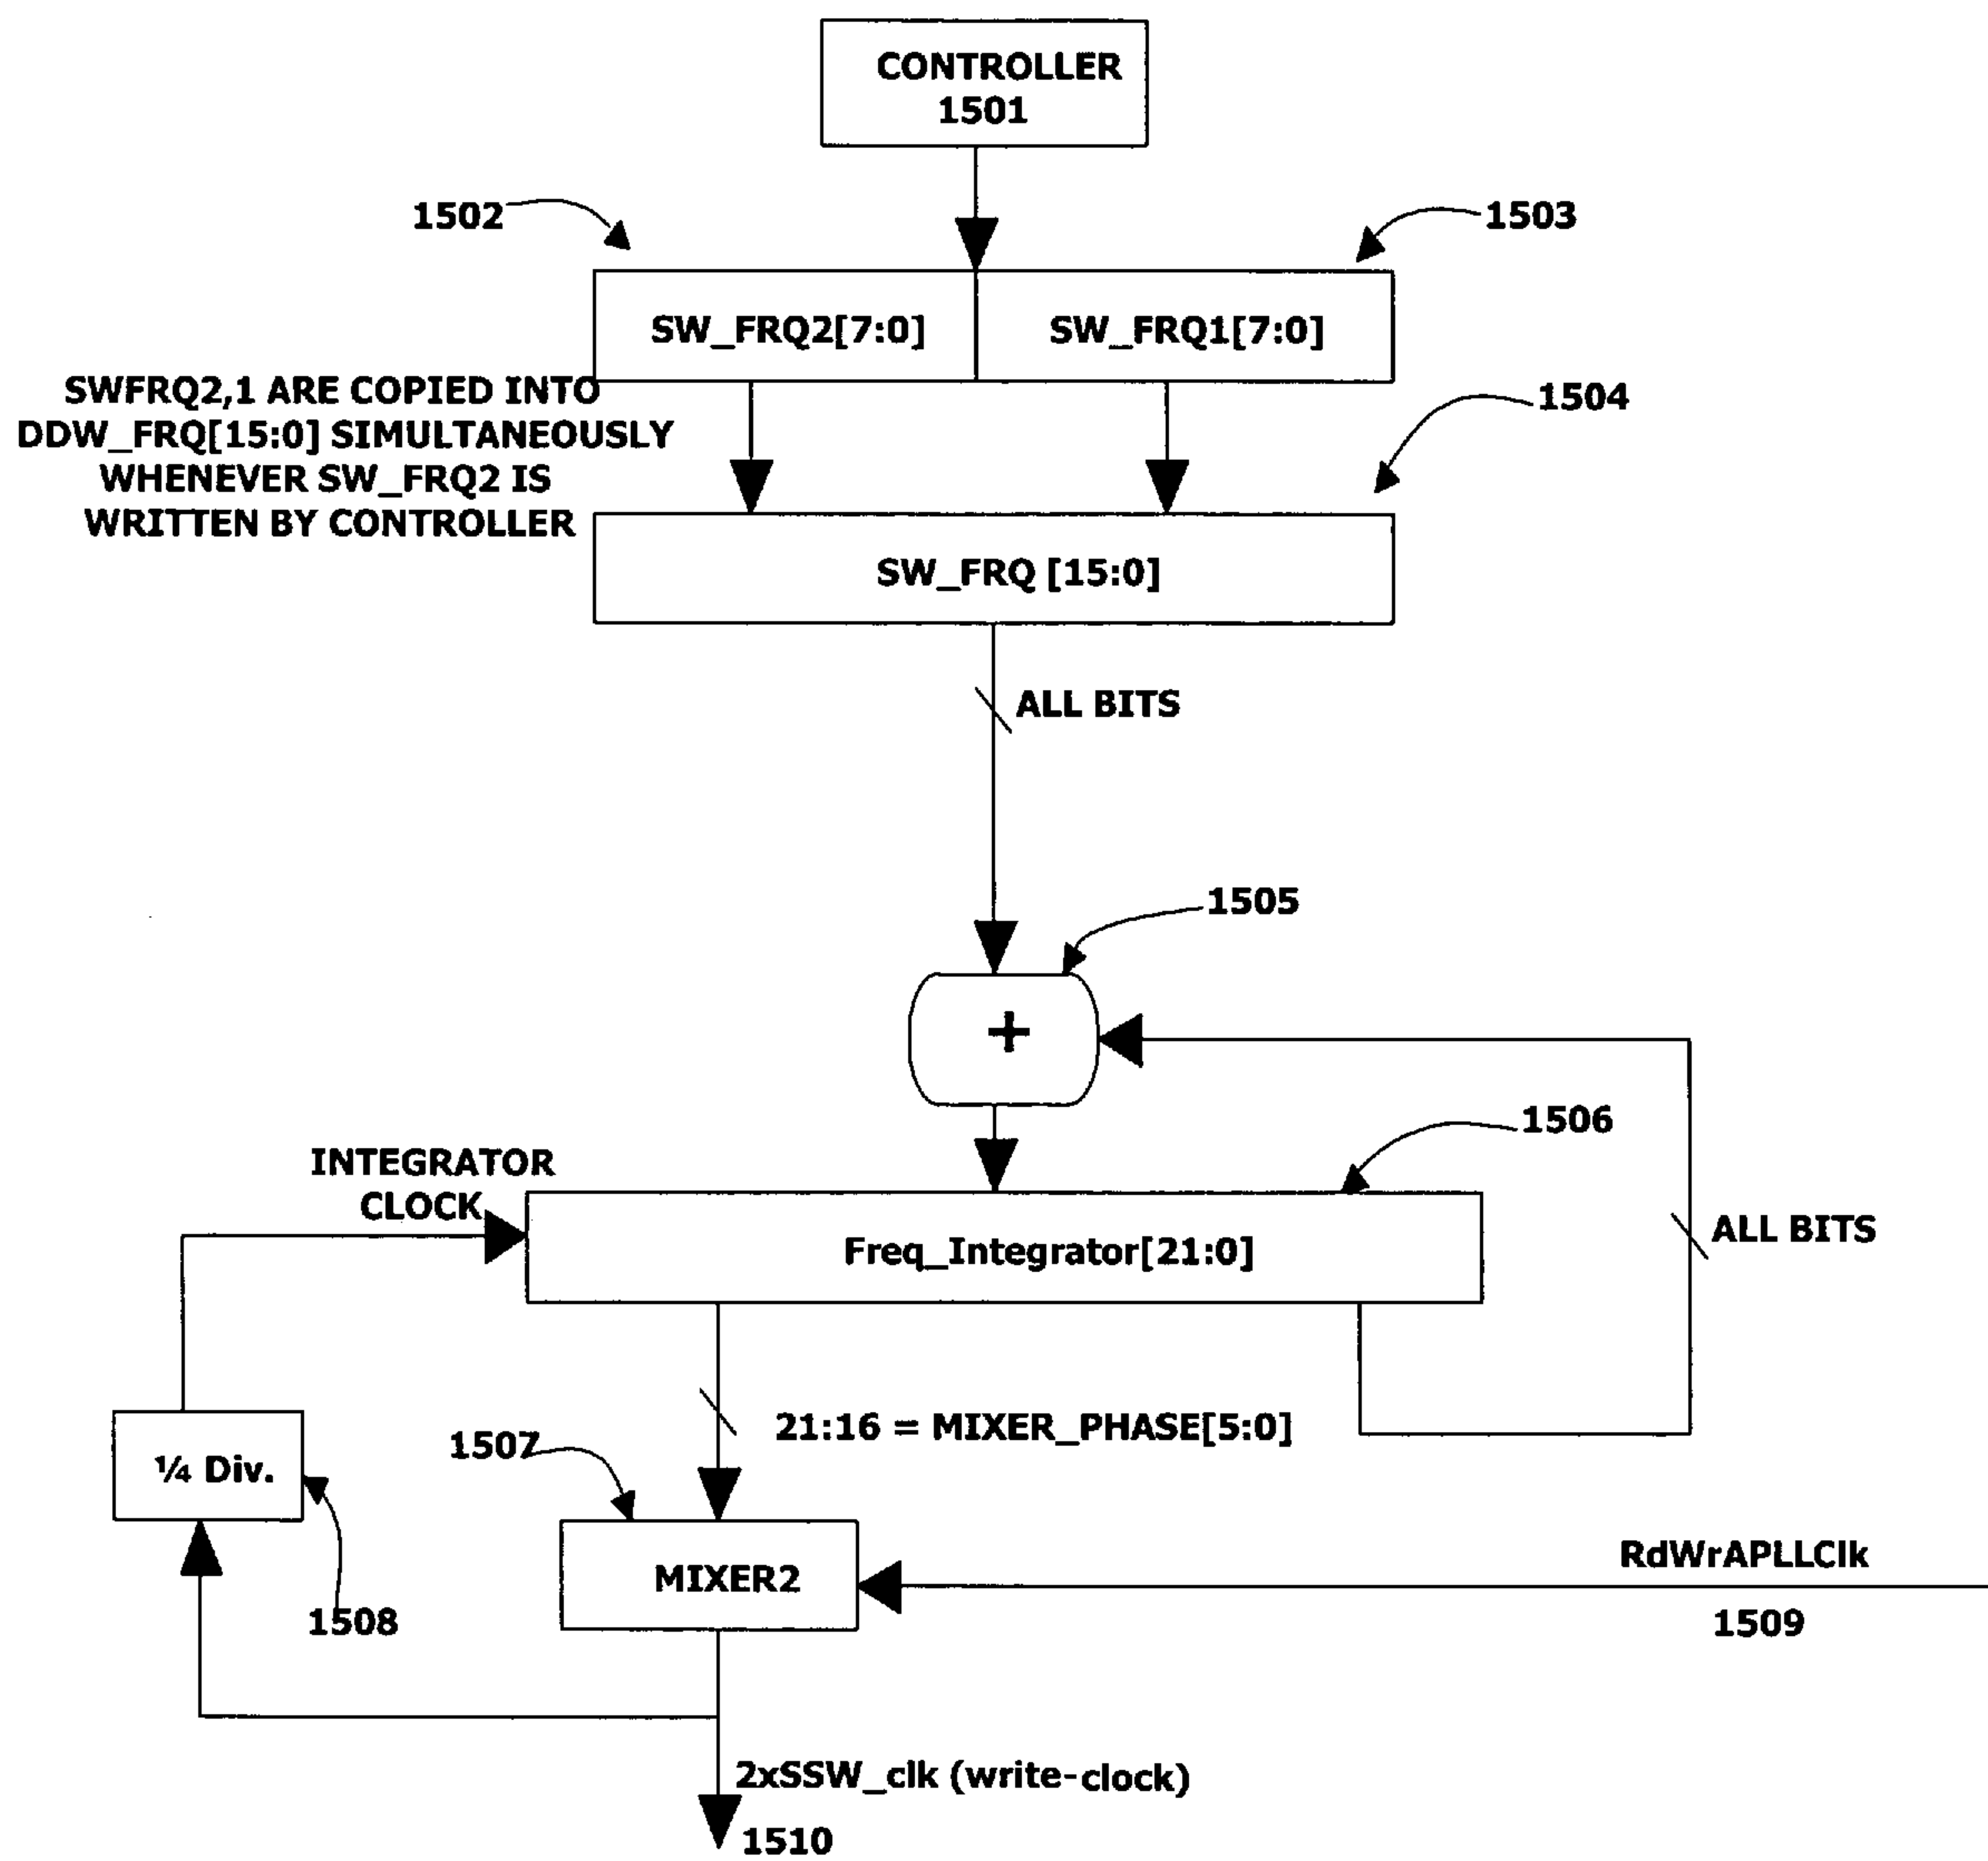 CONTROLLER
1501
1502
1503
SW_FRQ2[7:0]
SW_FRQ1[7:0]
SWFRQ2,1 ARE COPIED INTO
DDW_FRQ[15:0] SIMULTANEOUSLY
WHENEVER SW_FRQ2 IS
WRITTEN BY CONTROLLER
1504
SW_FRQ [15:0]
ALL BITS
1505
+
1506
INTEGRATOR
CLOCK
Freq_Integrator[21:0]
ALL BITS
21:16 = MIXER_PHASE[5:0]
1507
¼ Div.
MIXER2
RdWrAPLLClk
1508
1509
2xSSW_clk (write-clock)
1510